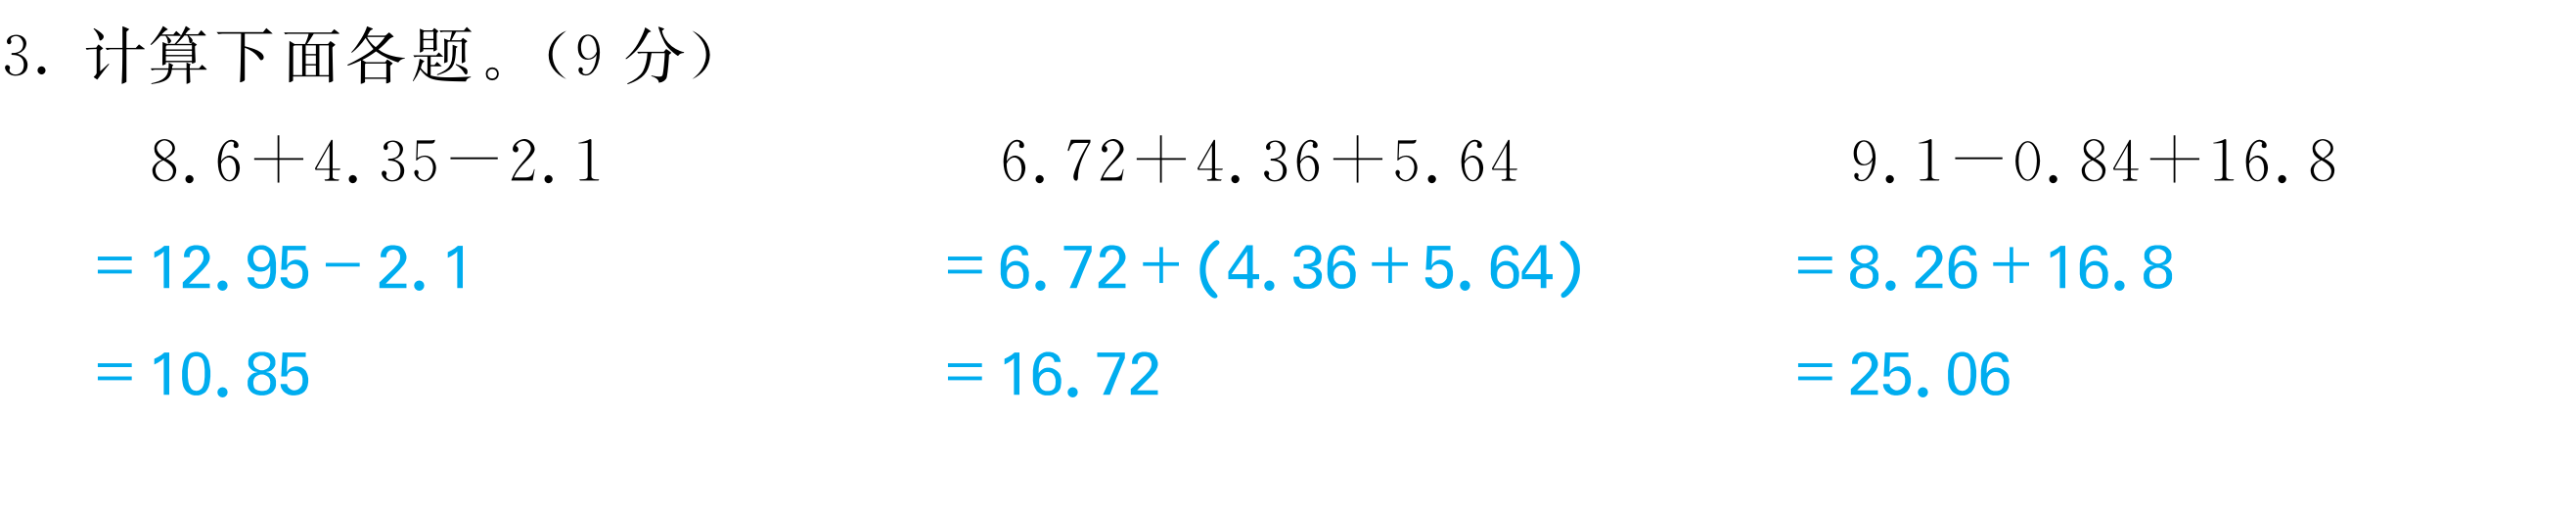 3. 计算下面各题。（9 分）
8.6+4.35-2.1 6.72+4.36+5.64 9.1-0.84+16.8
=12.95-2.1 =6.72+(4.36+5.64) =8.26+16.8
=10.85 =16.72 =25.06